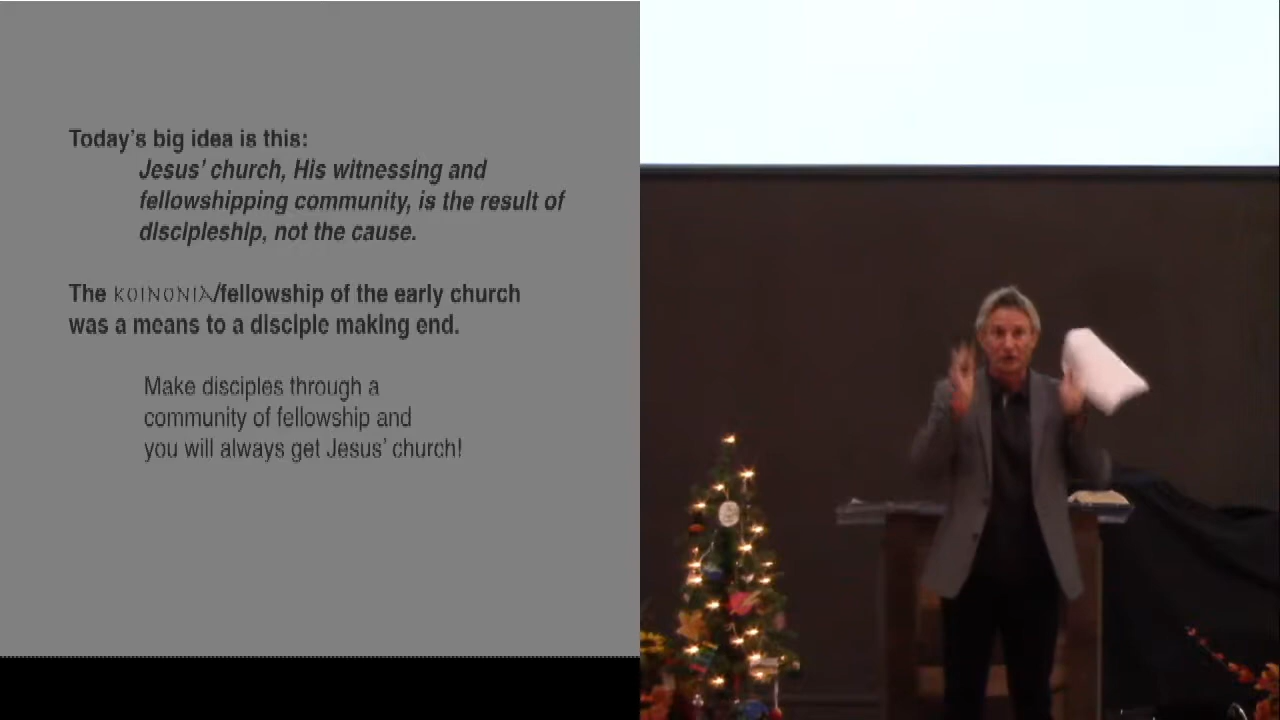 Today's big idea is this:
Jesus' church, His witnessing and
fellowshipping community, is the result of
discipleship, not the cause.
The κοινονιλ/fellowship of the early church
was a means to a disciple making end.
Make disciples through a
community of fellowship and
you will always get Jesus' church!